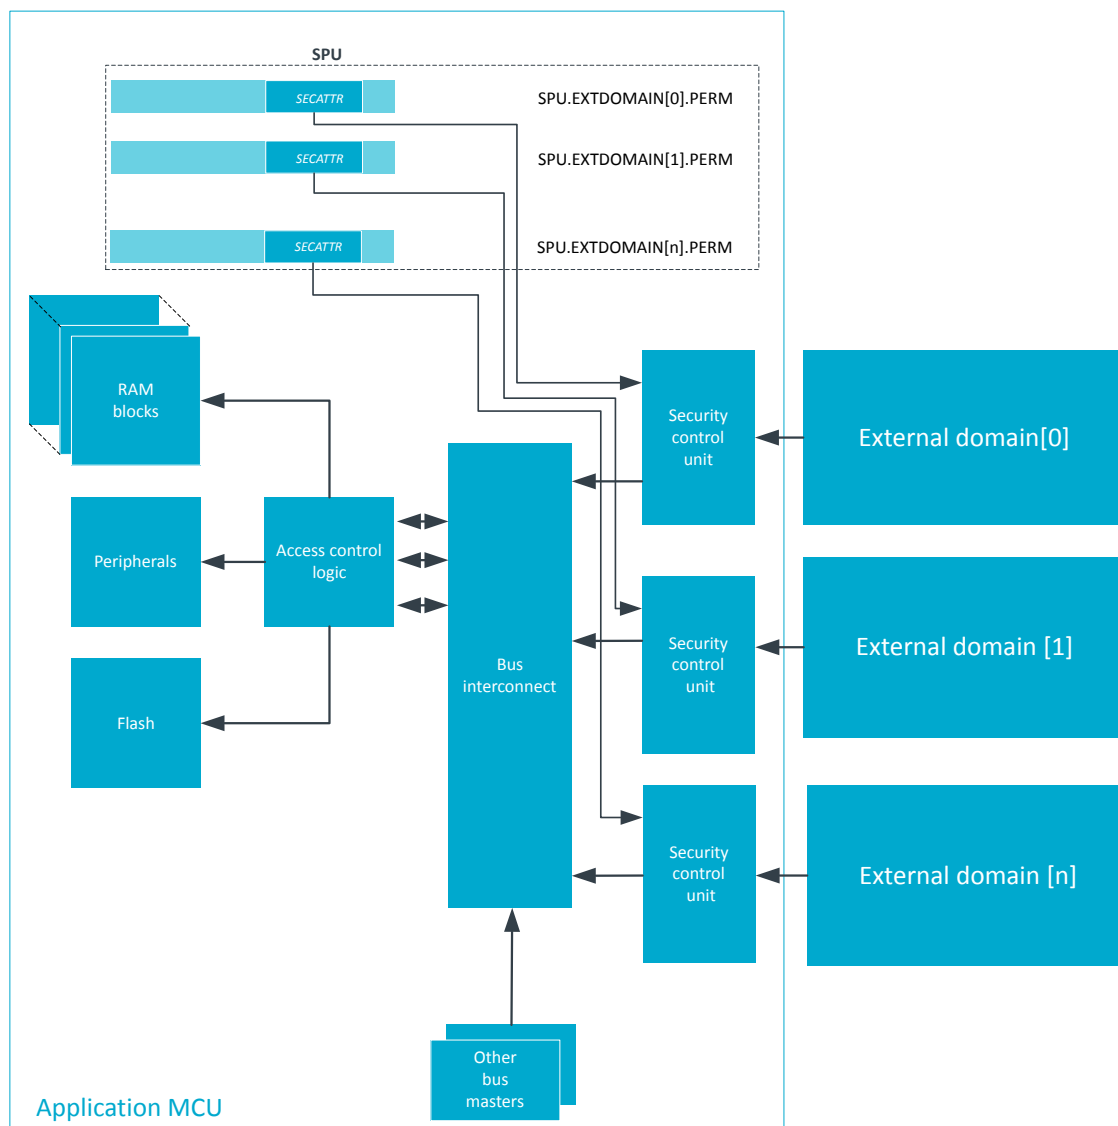 SPU
SECATTR
SPU.EXTDOMAIN[0].PERM
SECATTR
SPU.EXTDOMAIN[1].PERM
SECATTR
SPU.EXTDOMAIN[n].PERM
RAM
blocks
Security
control
unit
External domain[0]
Peripherals
Access control
logic
Bus
interconnect
Security
control
unit
External domain [1]
Flash
Security
control
unit
External domain [n]
Other
bus
masters
Application MCU